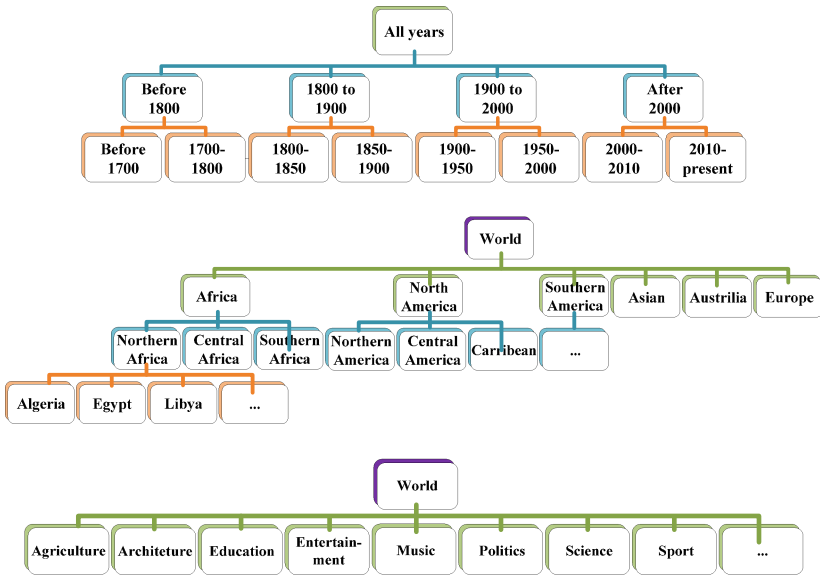 All years
Before
1800
1800 to
1900
1900 to
2000
After
2000
Before
1700
1700-
1800
1800-
1850
1850-
1900
1900-
1950
1950-
2000
2000-
2010
2010-
present
World
Africa
North
America
Southern
America
Asian
Austrilia
Europe
Northern
Africa
Central
Africa
Southern
Africa
Northern
America
Central
America
Carribean
...
Algeria
Egypt
Libya
...
World
Agriculture
Architeture
Education
Entertain-
ment
Music
Politics
Science
Sport
...